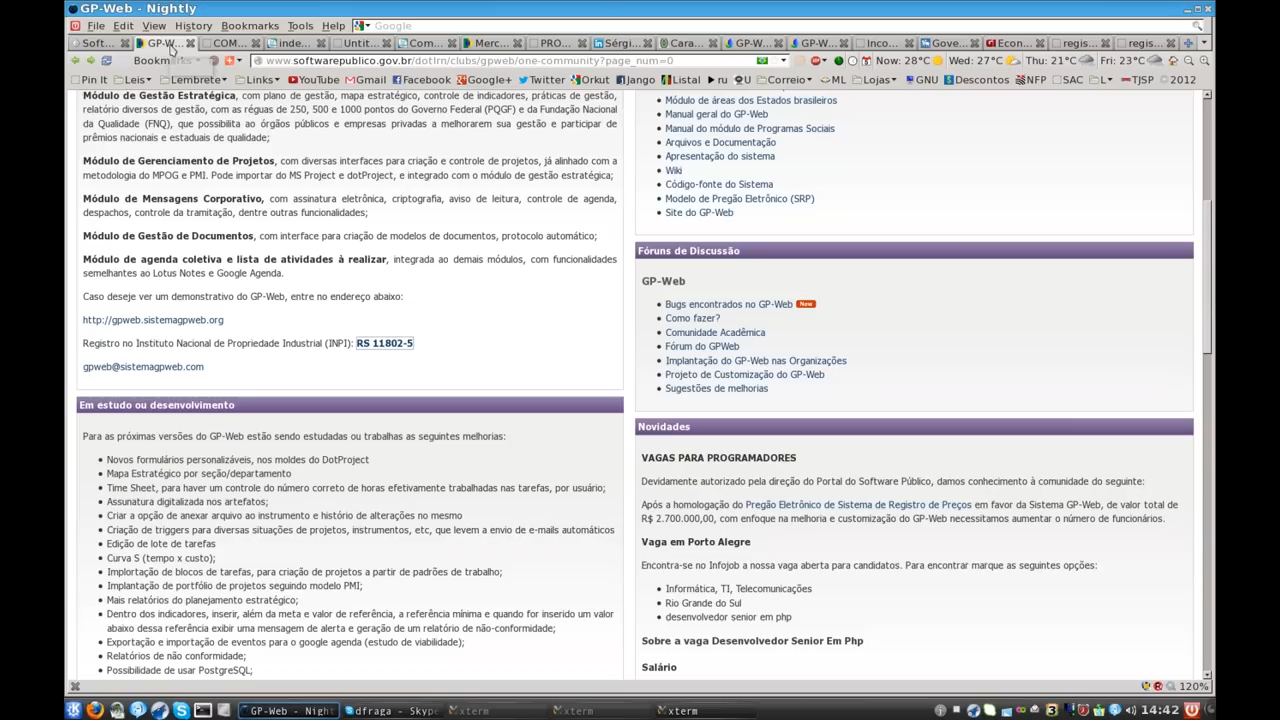 GP-Web - Nightly
File Edit View History Bookmarks Tools Help Google
Soft... GP-W... COM... inde... Untit... Com... Merc... PRO... Sérgi... Cara... GP-W... GP-W... Inco... Gove... Econ... regis... regis...
Bookmarks www.softwarepublico.gov.br/dotlrn/clubs/gpweb/one-community?page_num=0 Now: 28°C Wed: 27°C Thu: 21°C Fri: 23°C
Pin It Leis Lembrete Links YouTube Gmail Facebook Google+ Twitter Orkut Jango Listal ru U Correio ML Lojas GNU Descontos NFP SAC L TJSP 2012
Módulo de Gestão Estratégica, com plano de gestão, mapa estratégico, controle de indicadores, práticas de gestão,
relatório diversos de gestão, com as réguas de 250, 500 e 1000 pontos do Governo Federal (PQGF) e da Fundação Nacional
da Qualidade (FNQ), que possibilita ao órgãos públicos e empresas privadas a melhorarem sua gestão e participar de
prêmios nacionais e estaduais de qualidade;
Módulo de Gerenciamento de Projetos, com diversas interfaces para criação e controle de projetos, já alinhado com a
metodologia do MPOG e PMI. Pode importar do MS Project e dotProject, e integrado com o módulo de gestão estratégica;
Módulo de Mensagens Corporativo, com assinatura eletrônica, criptografia, aviso de leitura, controle de agenda,
despachos, controle da tramitação, dentre outras funcionalidades;
Módulo de Gestão de Documentos, com interface para criação de modelos de documentos, protocolo automático;
Módulo de agenda coletiva e lista de atividades à realizar, integrada ao demais módulos, com funcionalidades
semelhantes ao Lotus Notes e Google Agenda.
Caso deseje ver um demonstrativo do GP-Web, entre no endereço abaixo:
http://gpweb.sistemagpweb.org
Registro no Instituto Nacional de Propriedade Industrial (INPI): RS 11802-5
gpweb@sistemagpweb.com
Em estudo ou desenvolvimento
Para as próximas versões do GP-Web estão sendo estudadas ou trabalhas as seguintes melhorias:
Novos formulários personalizáveis, nos moldes do DotProject
Mapa Estratégico por seção/departamento
Time Sheet, para haver um controle do número correto de horas efetivamente trabalhadas nas tarefas, por usuário;
Assunatura digitalizada nos artefatos;
Criar a opção de anexar arquivo ao instrumento e histório de alterações no mesmo
Criação de triggers para diversas situações de projetos, instrumentos, etc, que levem a envio de e-mails automáticos
Edição de lote de tarefas
Curva S (tempo x custo);
Implortação de blocos de tarefas, para criação de projetos a partir de padrões de trabalho;
Implantação de portfólio de projetos seguindo modelo PMI;
Mais relatórios do planejamento estratégico;
Dentro dos indicadores, inserir, além da meta e valor de referência, a referência mínima e quando for inserido um valor
abaixo dessa referência exibir uma mensagem de alerta e geração de um relatório de não-conformidade;
Exportação e importação de eventos para o google agenda (estudo de viabilidade);
Relatórios de não conformidade;
Possibilidade de usar PostgreSQL;
Módulo de áreas dos Estados brasileiros
Manual geral do GP-Web
Manual do módulo de Programas Sociais
Arquivos e Documentação
Apresentação do sistema
Wiki
Código-fonte do Sistema
Modelo de Pregão Eletrônico (SRP)
Site do GP-Web
Fóruns de Discussão
GP-Web
Bugs encontrados no GP-Web New
Como fazer?
Comunidade Acadêmica
Fórum do GPWeb
Implantação do GP-Web nas Organizações
Projeto de Customização do GP-Web
Sugestões de melhorias
Novidades
VAGAS PARA PROGRAMADORES
Devidamente autorizado pela direção do Portal do Software Público, damos conhecimento à comunidade do seguinte:
Após a homologação do Pregão Eletrônico de Sistema de Registro de Preços em favor da Sistema GP-Web, de valor total de
R$ 2.700.000,00, com enfoque na melhoria e customização do GP-Web necessitamos aumentar o número de funcionários.
Vaga em Porto Alegre
Encontra-se no Infojob a nossa vaga aberta para candidatos. Para encontrar marque as seguintes opções:
Informática, TI, Telecomunicações
Rio Grande do Sul
desenvolvedor senior em php
Sobre a vaga Desenvolvedor Senior Em Php
Salário
120%
GP-Web - Night dfraga - Skype xterm xterm xterm 14:42